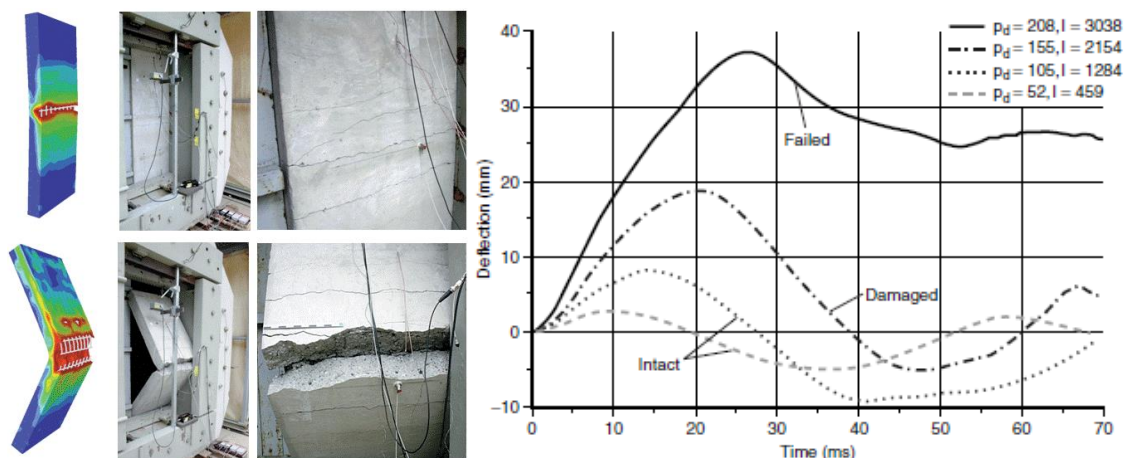 p_d = 208, I = 3038
p_d = 155, I = 2154
p_d = 105, I = 1284
p_d = 52, I = 459
40
30
20
10
0
−10
Deflection (mm)
Failed
Damaged
Intact
0 10 20 30 40 50 60 70
Time (ms)